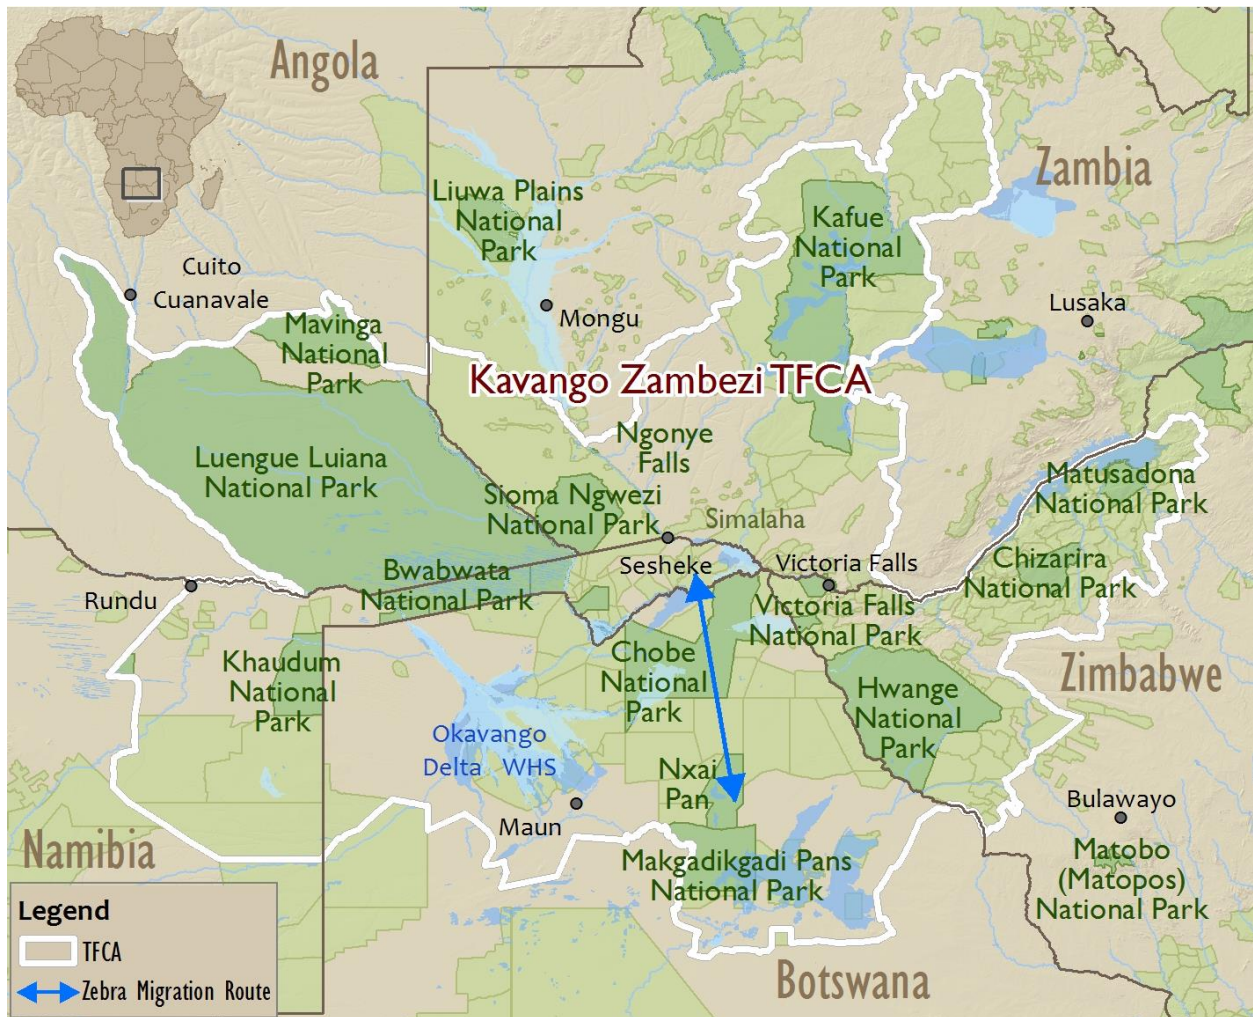 Angola
Zambia
Liuwa Plains
National
Park
Kafue
National
Park
Cuito
Cuanavale
Mongu
Lusaka
Mavinga
National
Park
Kavango Zambezi TFCA
Ngonye
Falls
Luengue Luiana
National Park
Matusadona
National Park
Sioma Ngwezi
National Park
Simalaha
Sesheke
Victoria Falls
Chizarira
National Park
Rundu
Bwabwata
National Park
Victoria Falls
National Park
Khaudum
National
Park
Chobe
National
Park
Hwange
National
Park
Zimbabwe
Okavango
Delta WHS
Nxai
Pan
Maun
Bulawayo
Namibia
Makgadikgadi Pans
National Park
Matobo
(Matopos)
National Park
Botswana
Legend
TFCA
Zebra Migration Route